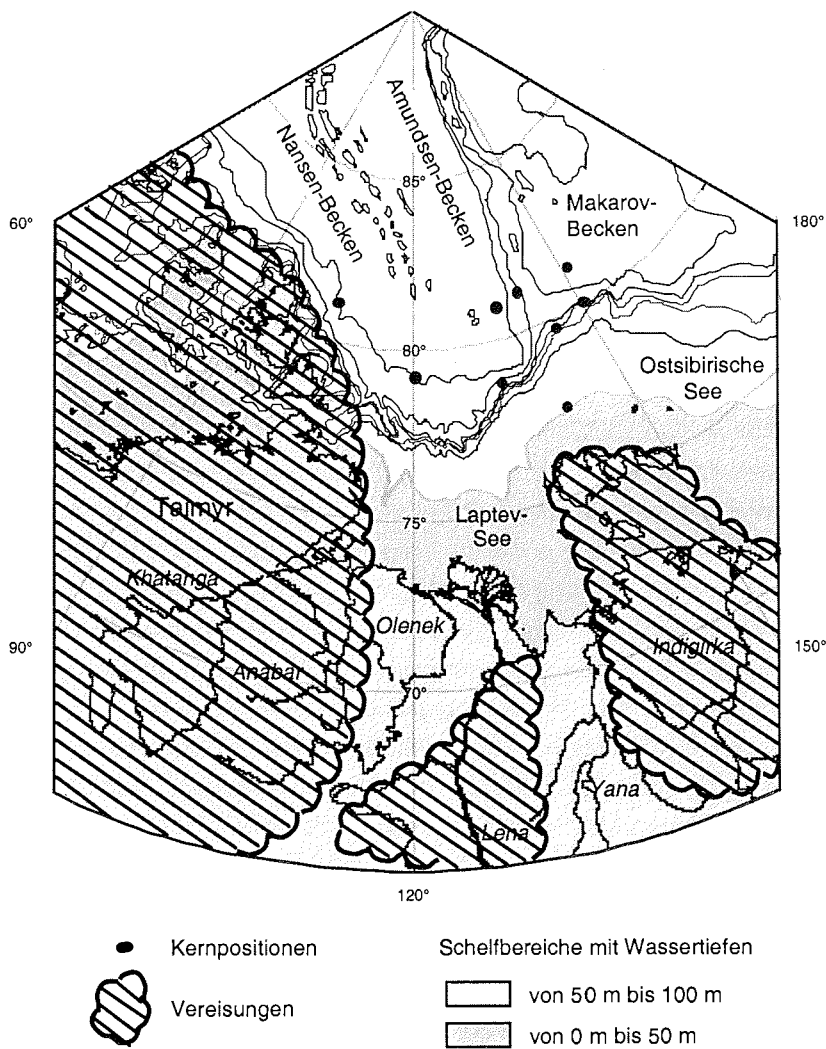 Nansen-Becken
Amundsen-Becken
85°
Makarov-
Becken
60°
180°
80°
Ostsibirische
See
Taimyr
75°
Laptev-
See
Khatanga
Olenek
90°
Anabar
Indigirka
150°
70°
Yana
Lena
120°
Kernpositionen
Schelfbereiche mit Wassertiefen
Vereisungen
von 50 m bis 100 m
von 0 m bis 50 m